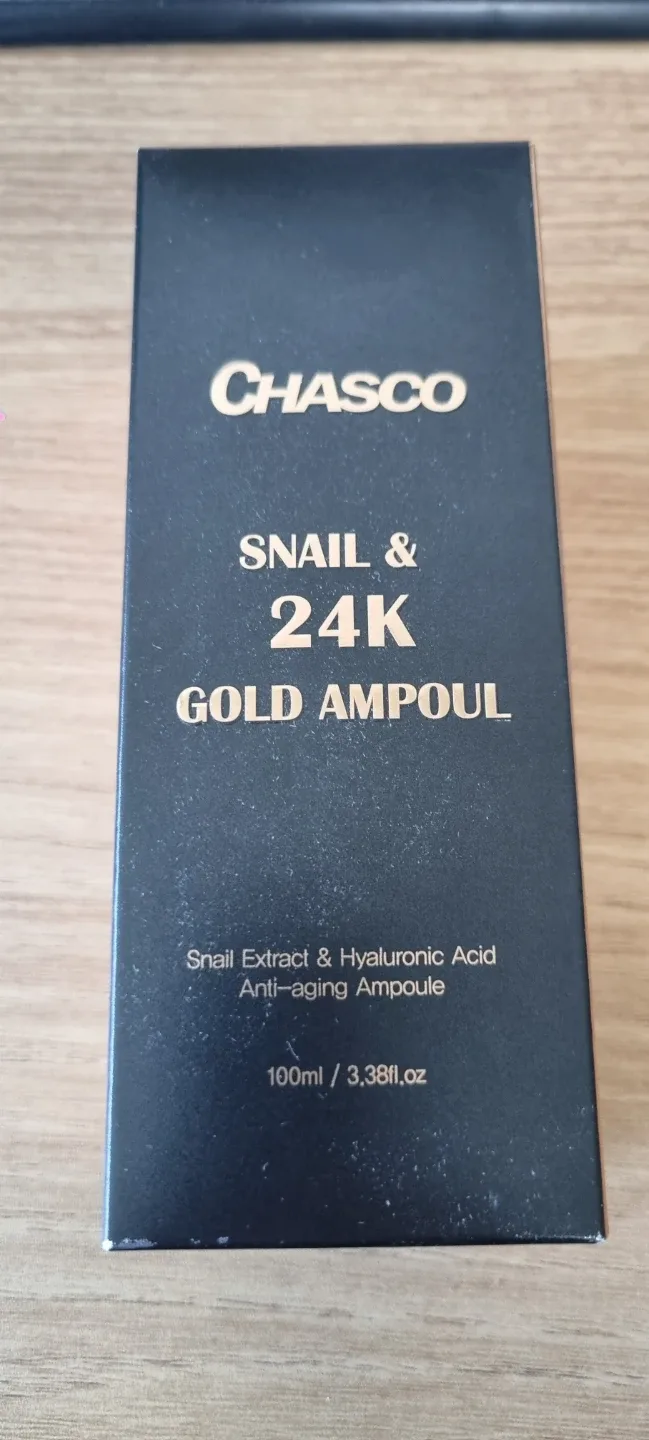 CHASCO
SNAIL &
24K
GOLD AMPOUL
Snail Extract & Hyaluronic Acid
Anti-aging Ampoule
100ml / 3.38fl.oz